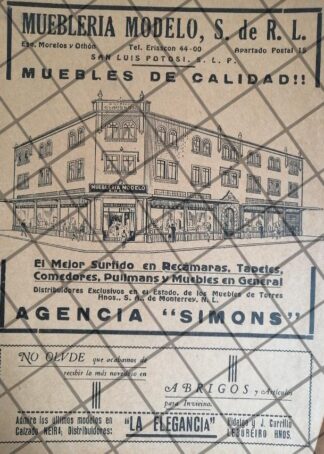 MUEBLERIA MODELO, S. de R. L.
Esq. Morelos y Othón Tel. Ericsson 44-00 Apartado Postal 15
SAN LUIS POTOSI, S. L. P.
MUEBLES DE CALIDAD!!
MUEBLERIA MODELO
El Mejor Surtido en Recamaras, Tapetes,
Comedores, Pullmans y Muebles en General
Distribuidores Exclusivos en el Estado, de los Muebles de Torres
Hnos., S. A., de Monterrey, N. L.
AGENCIA "SIMONS"
NO OLVDE que acabamos de
recibir la más novedoso en
ABRIGOS y Artículos
para Invierno.
Admire los últimos modelos en
Calzado NEIRA, Distribuidores:
"LA ELEGANCIA"
Hidalgo y J. Carrillo
LEDOREIRO HNOS.